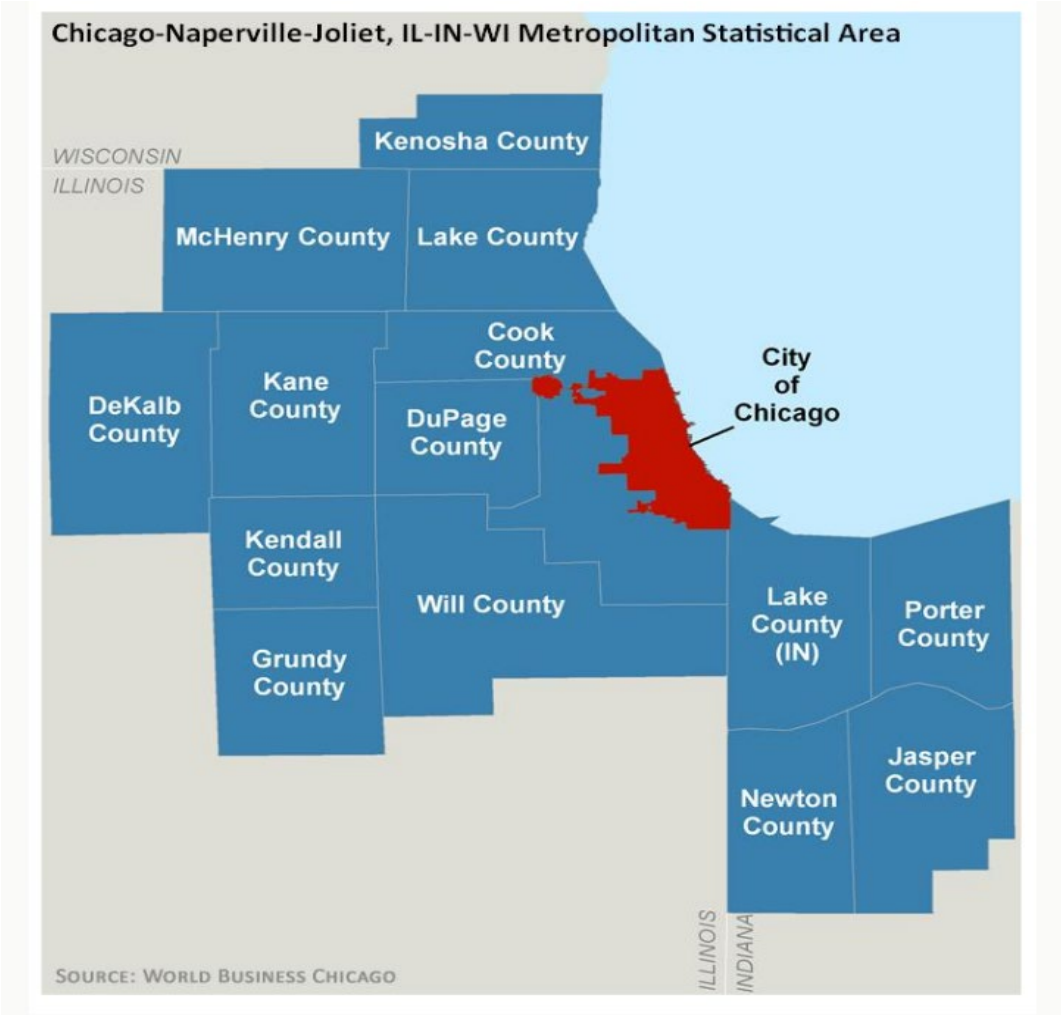 Chicago-Naperville-Joliet, IL-IN-WI Metropolitan Statistical Area
Kenosha County
WISCONSIN
ILLINOIS
McHenry County
Lake County
Cook
County
City
of
Chicago
Kane
County
DeKalb
County
DuPage
County
Kendall
County
Will County
Lake
County
(IN)
Porter
County
Grundy
County
Jasper
County
Newton
County
ILLINOIS
INDIANA
SOURCE: WORLD BUSINESS CHICAGO